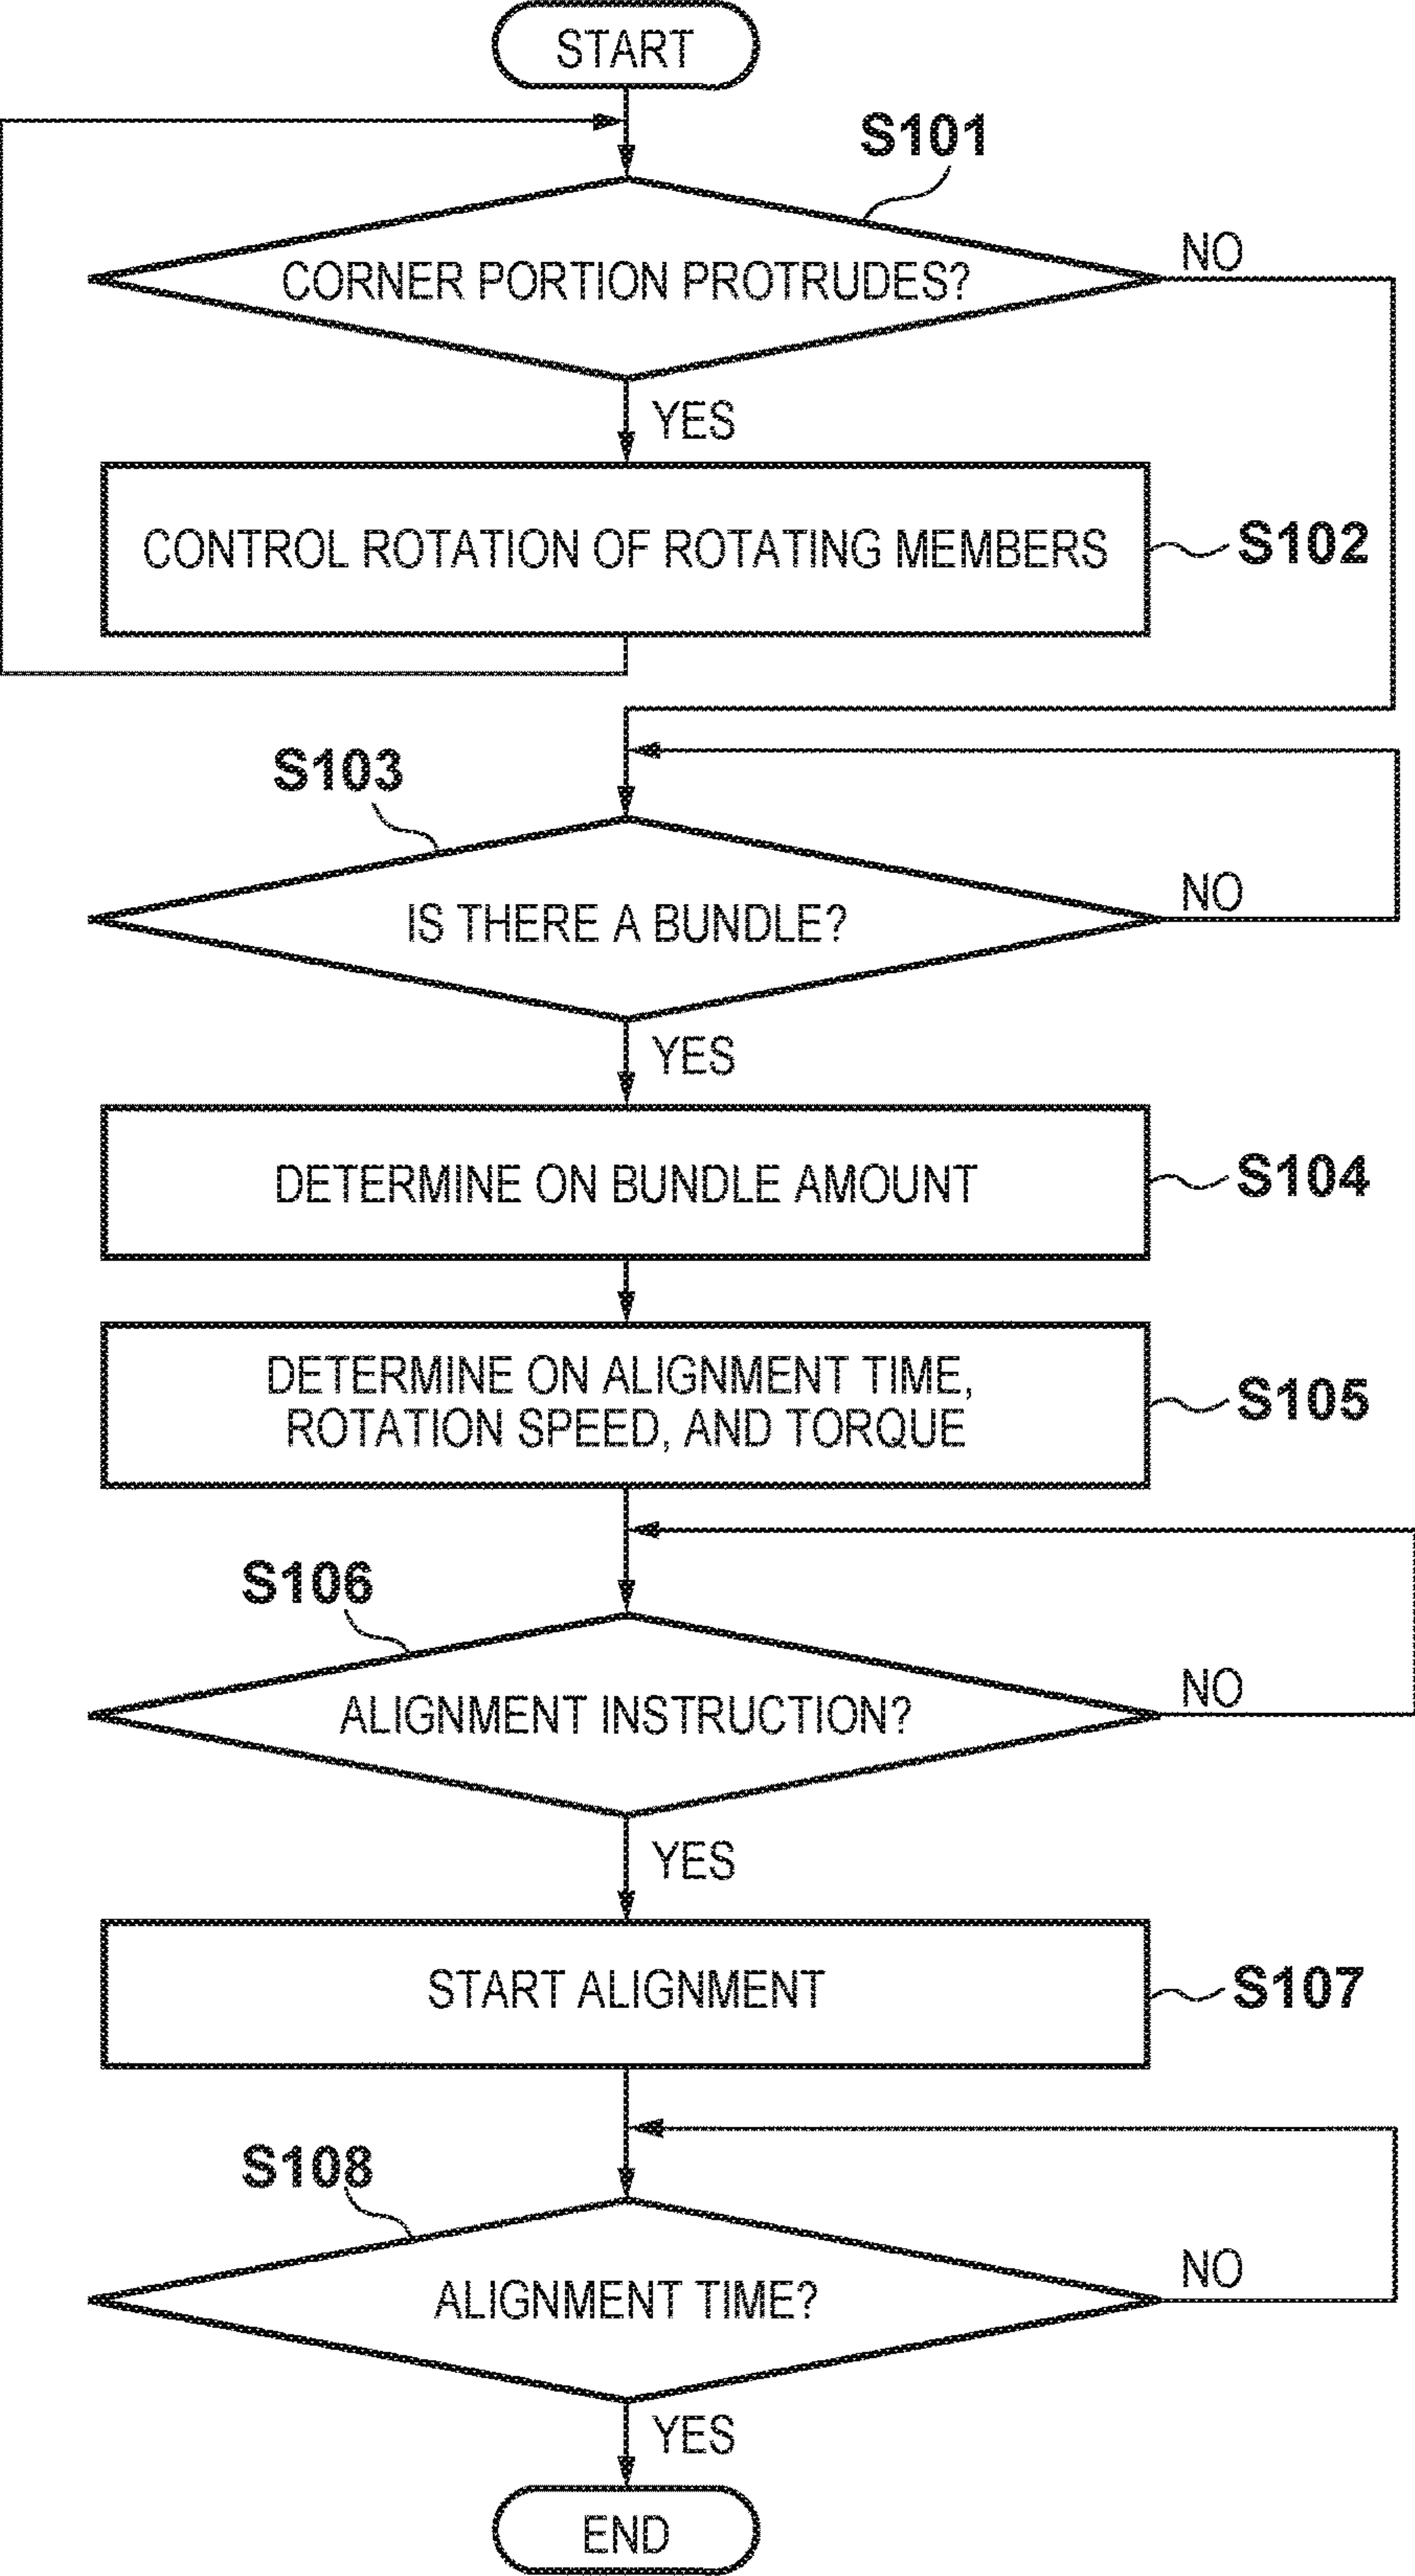 START
S101
CORNER PORTION PROTRUDES?
NO
YES
CONTROL ROTATION OF ROTATING MEMBERS
S102
S103
IS THERE A BUNDLE?
NO
YES
DETERMINE ON BUNDLE AMOUNT
S104
DETERMINE ON ALIGNMENT TIME,
ROTATION SPEED, AND TORQUE
S105
S106
ALIGNMENT INSTRUCTION?
NO
YES
START ALIGNMENT
S107
S108
ALIGNMENT TIME?
NO
YES
END